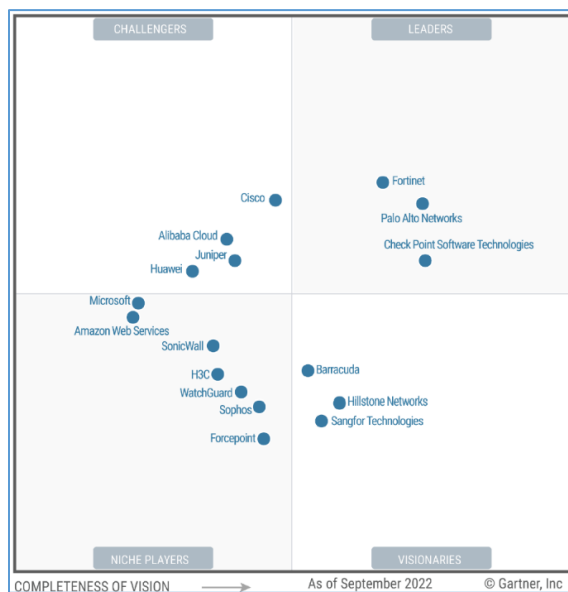 CHALLENGERS
LEADERS
Fortinet
Cisco
Palo Alto Networks
Alibaba Cloud
Check Point Software Technologies
Juniper
Huawei
Microsoft
Amazon Web Services
SonicWall
H3C
Barracuda
WatchGuard
Hillstone Networks
Sophos
Sangfor Technologies
Forcepoint
NICHE PLAYERS
VISIONARIES
COMPLETENESS OF VISION
As of September 2022
© Gartner, Inc